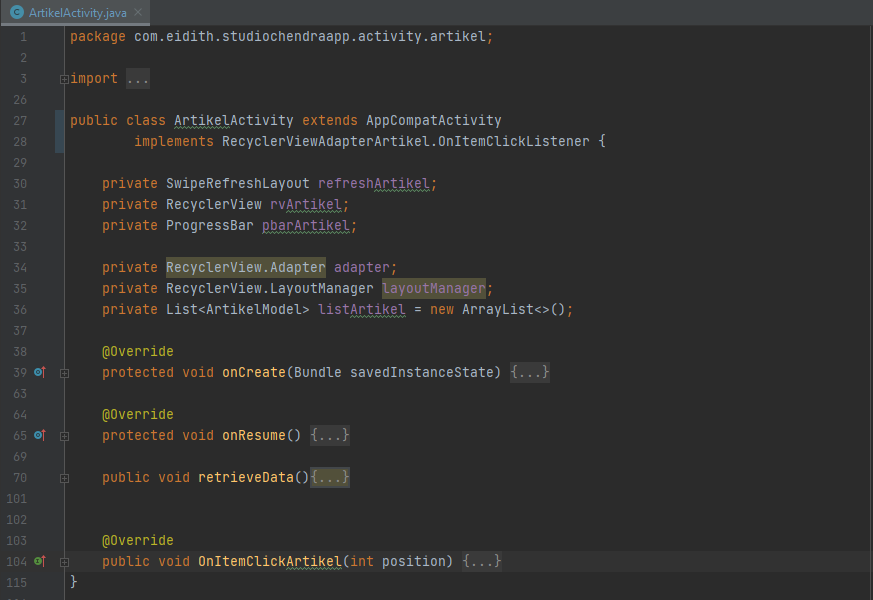 ArtikelActivity.java
1 package com.eidith.studiochendraapp.activity.artikel;
2
3 import ...
26
27 public class ArtikelActivity extends AppCompatActivity
28 implements RecyclerViewAdapterArtikel.OnItemClickListener {
29
30 private SwipeRefreshLayout refreshArtikel;
31 private RecyclerView rvArtikel;
32 private ProgressBar pbarArtikel;
33
34 private RecyclerView.Adapter adapter;
35 private RecyclerView.LayoutManager layoutManager;
36 private List<ArtikelModel> listArtikel = new ArrayList<>();
37
38 @Override
39 protected void onCreate(Bundle savedInstanceState) {...}
63
64 @Override
65 protected void onResume() {...}
69
70 public void retrieveData(){...}
101
102
103 @Override
104 public void OnItemClickArtikel(int position) {...}
115 }